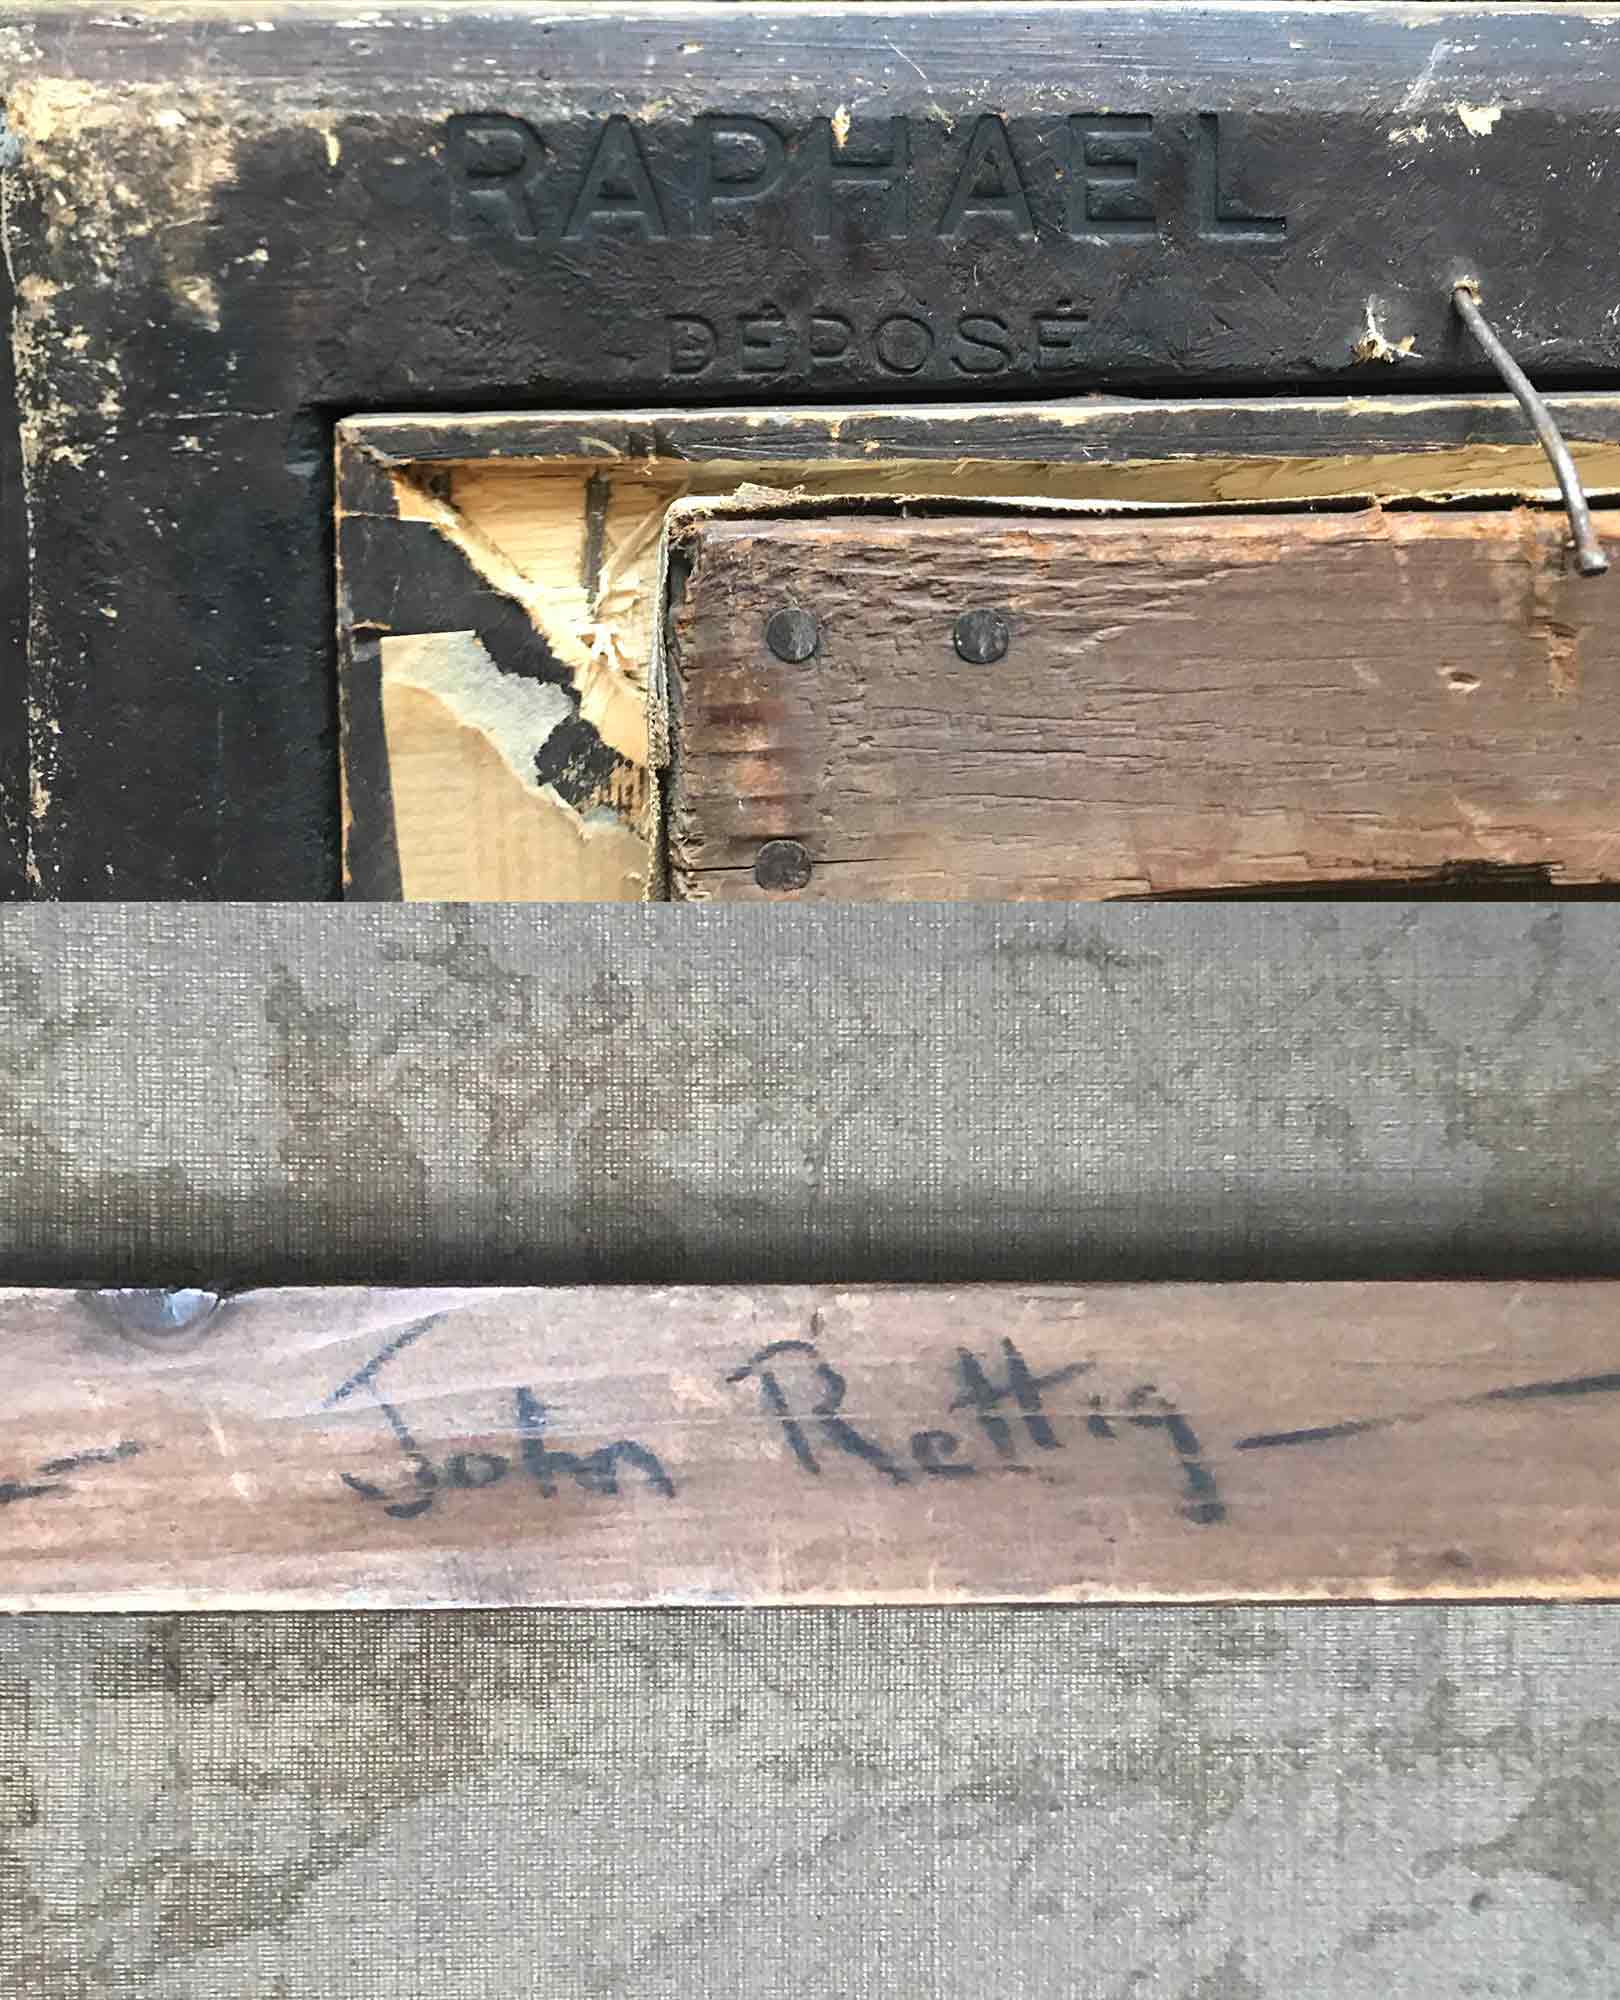 RAPHAEL
DÉPOSÉ
John Rettig